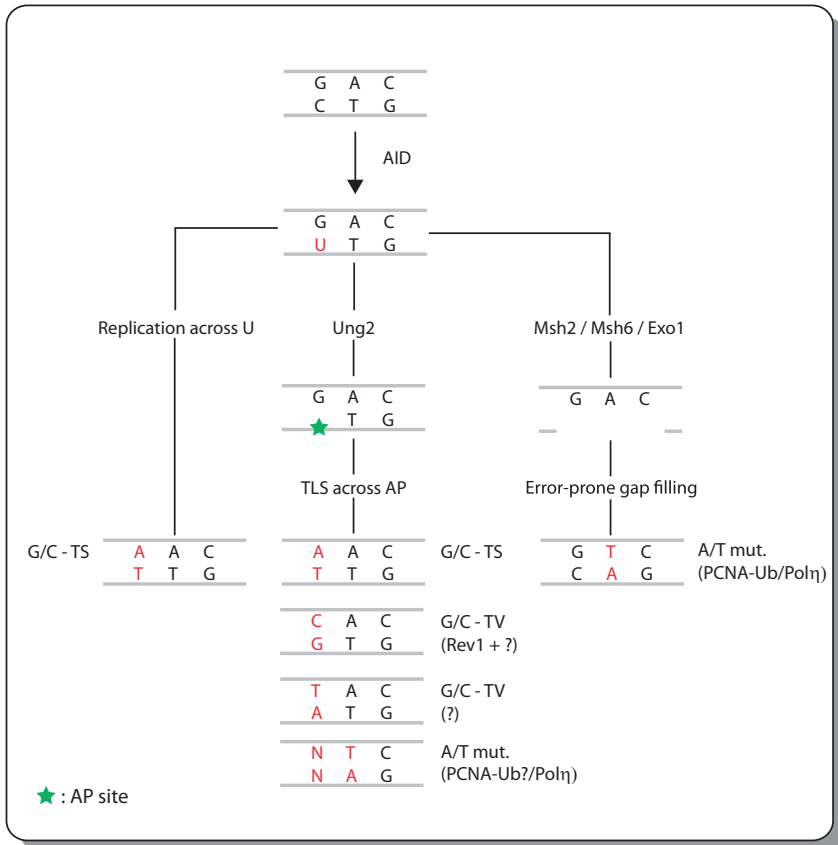 G A C
C T G
AID
G A C
U T G
Replication across U
Ung2
Msh2 / Msh6 / Exo1
G A C
T G
G A C
TLS across AP
Error-prone gap filling
G/C - TS
A A C
T T G
A A C
T T G
G/C - TS
G T C
C A G
A/T mut.
(PCNA-Ub/Polη)
C A C
G T G
G/C - TV
(Rev1 + ?)
T A C
A T G
G/C - TV
(?)
N T C
N A G
A/T mut.
(PCNA-Ub?/Polη)
: AP site